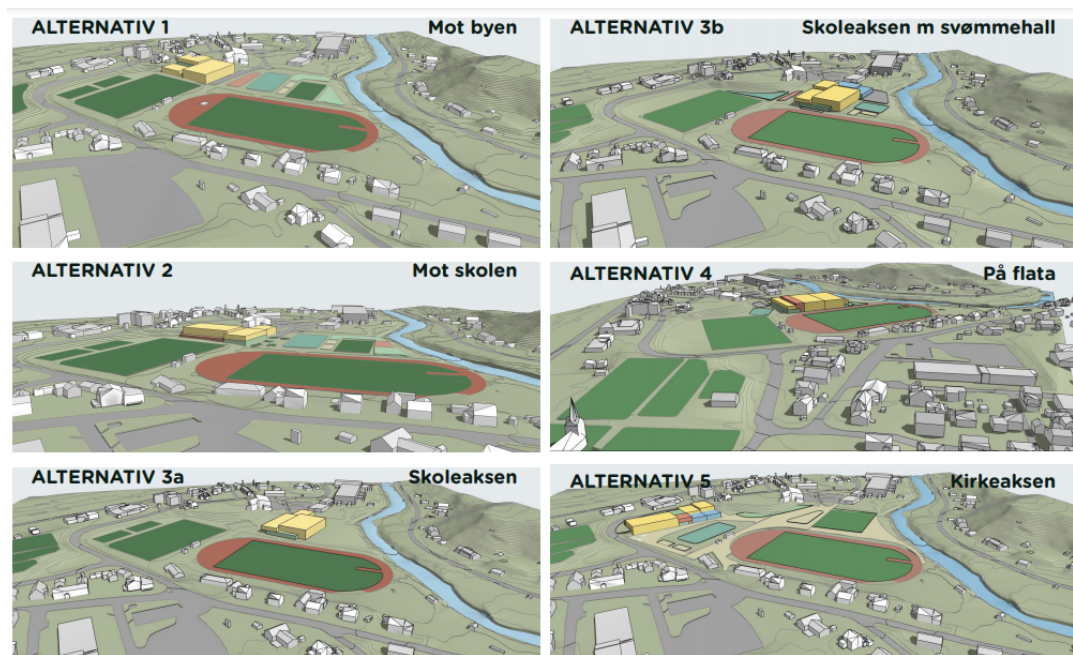 ALTERNATIV 1 Mot byen
ALTERNATIV 3b Skoleaksen m svømmehall
ALTERNATIV 2 Mot skolen
ALTERNATIV 4 På flata
ALTERNATIV 3a Skoleaksen
ALTERNATIV 5 Kirkeaksen